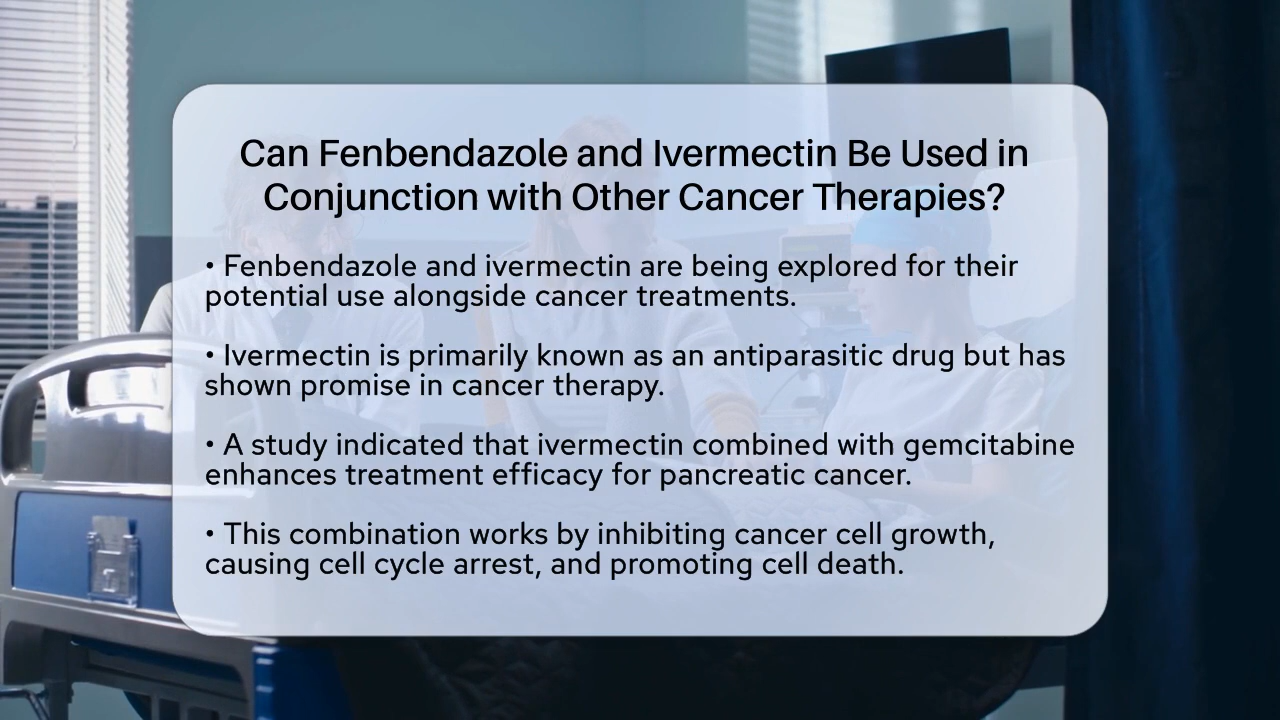 Can Fenbendazole and Ivermectin Be Used in
Conjunction with Other Cancer Therapies?
• Fenbendazole and ivermectin are being explored for their
potential use alongside cancer treatments.
• Ivermectin is primarily known as an antiparasitic drug but has
shown promise in cancer therapy.
• A study indicated that ivermectin combined with gemcitabine
enhances treatment efficacy for pancreatic cancer.
• This combination works by inhibiting cancer cell growth,
causing cell cycle arrest, and promoting cell death.